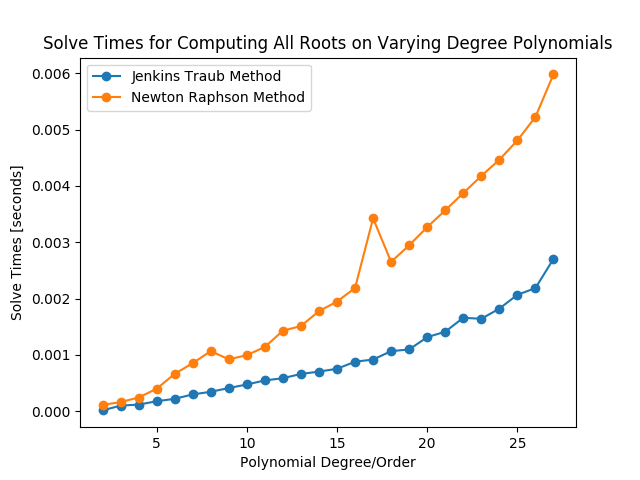 Solve Times for Computing All Roots on Varying Degree Polynomials
Jenkins Traub Method
Newton Raphson Method
0.006
0.005
0.004
0.003
0.002
0.001
0.000
Solve Times [seconds]
5 10 15 20 25
Polynomial Degree/Order